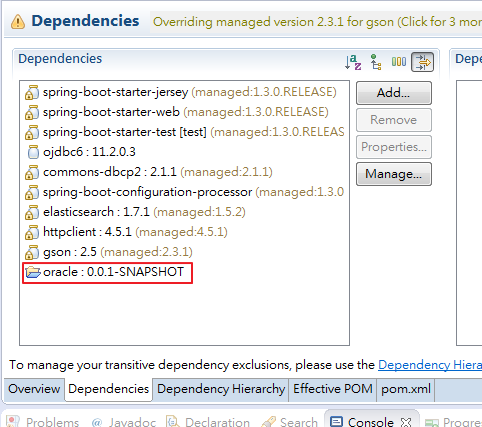 Dependencies Overriding managed version 2.3.1 for gson (Click for 3 mor
Dependencies
Dep
spring-boot-starter-jersey (managed:1.3.0.RELEASE)
spring-boot-starter-web (managed:1.3.0.RELEASE)
spring-boot-starter-test [test] (managed:1.3.0.RELEAS
ojdbc6 : 11.2.0.3
commons-dbcp2 : 2.1.1 (managed:2.1.1)
spring-boot-configuration-processor (managed:1.3.0
elasticsearch : 1.7.1 (managed:1.5.2)
httpclient : 4.5.1 (managed:4.5.1)
gson : 2.5 (managed:2.3.1)
oracle : 0.0.1-SNAPSHOT
Add...
Remove
Properties...
Manage...
To manage your transitive dependency exclusions, please use the Dependency Hierar
Overview Dependencies Dependency Hierarchy Effective POM pom.xml
Problems @ Javadoc Declaration Search Console Progres